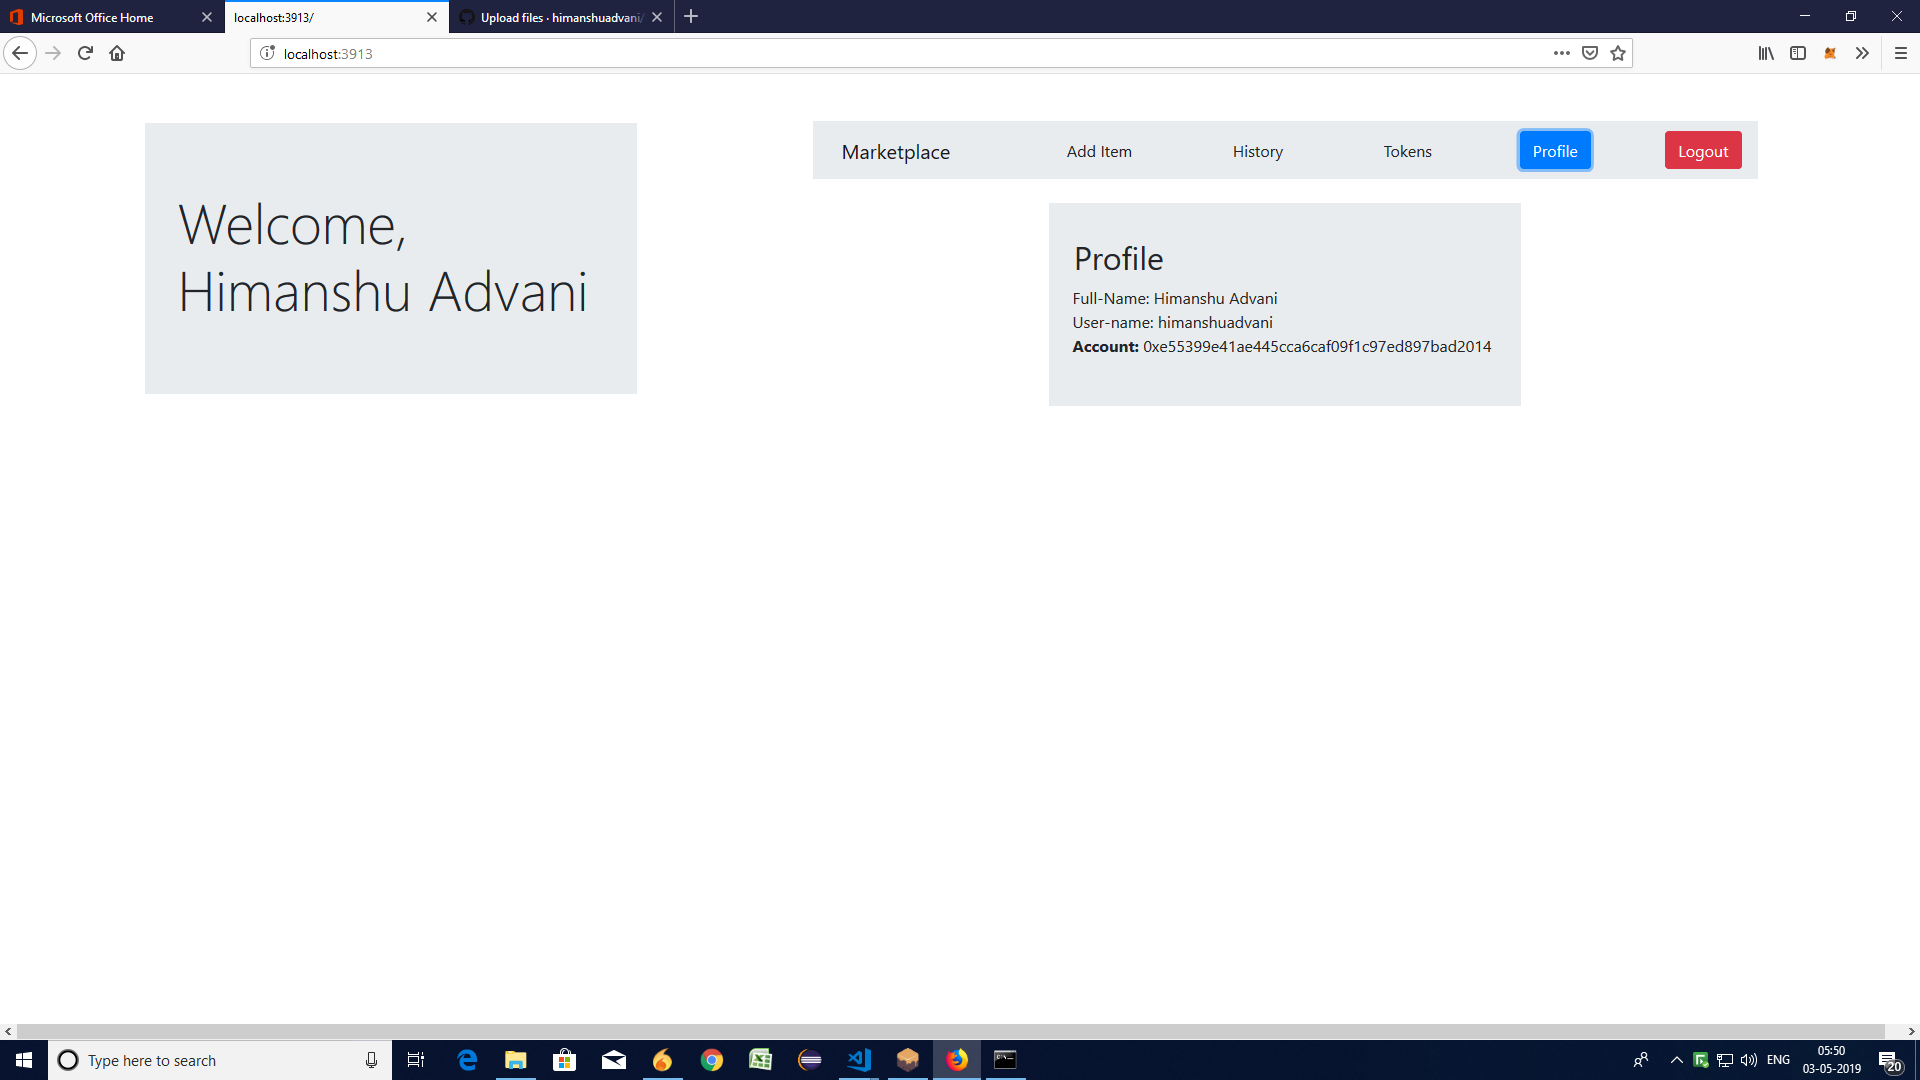 Microsoft Office Home
localhost:3913/
Upload files · himanshuadvani/
localhost:3913
Marketplace
Add Item
History
Tokens
Profile
Logout
Welcome,
Himanshu Advani
Profile
Full-Name: Himanshu Advani
User-name: himanshuadvani
Account: 0xe55399e41ae445cca6caf09f1c97ed897bad2014
Type here to search
ENG
05:50
03-05-2019
20